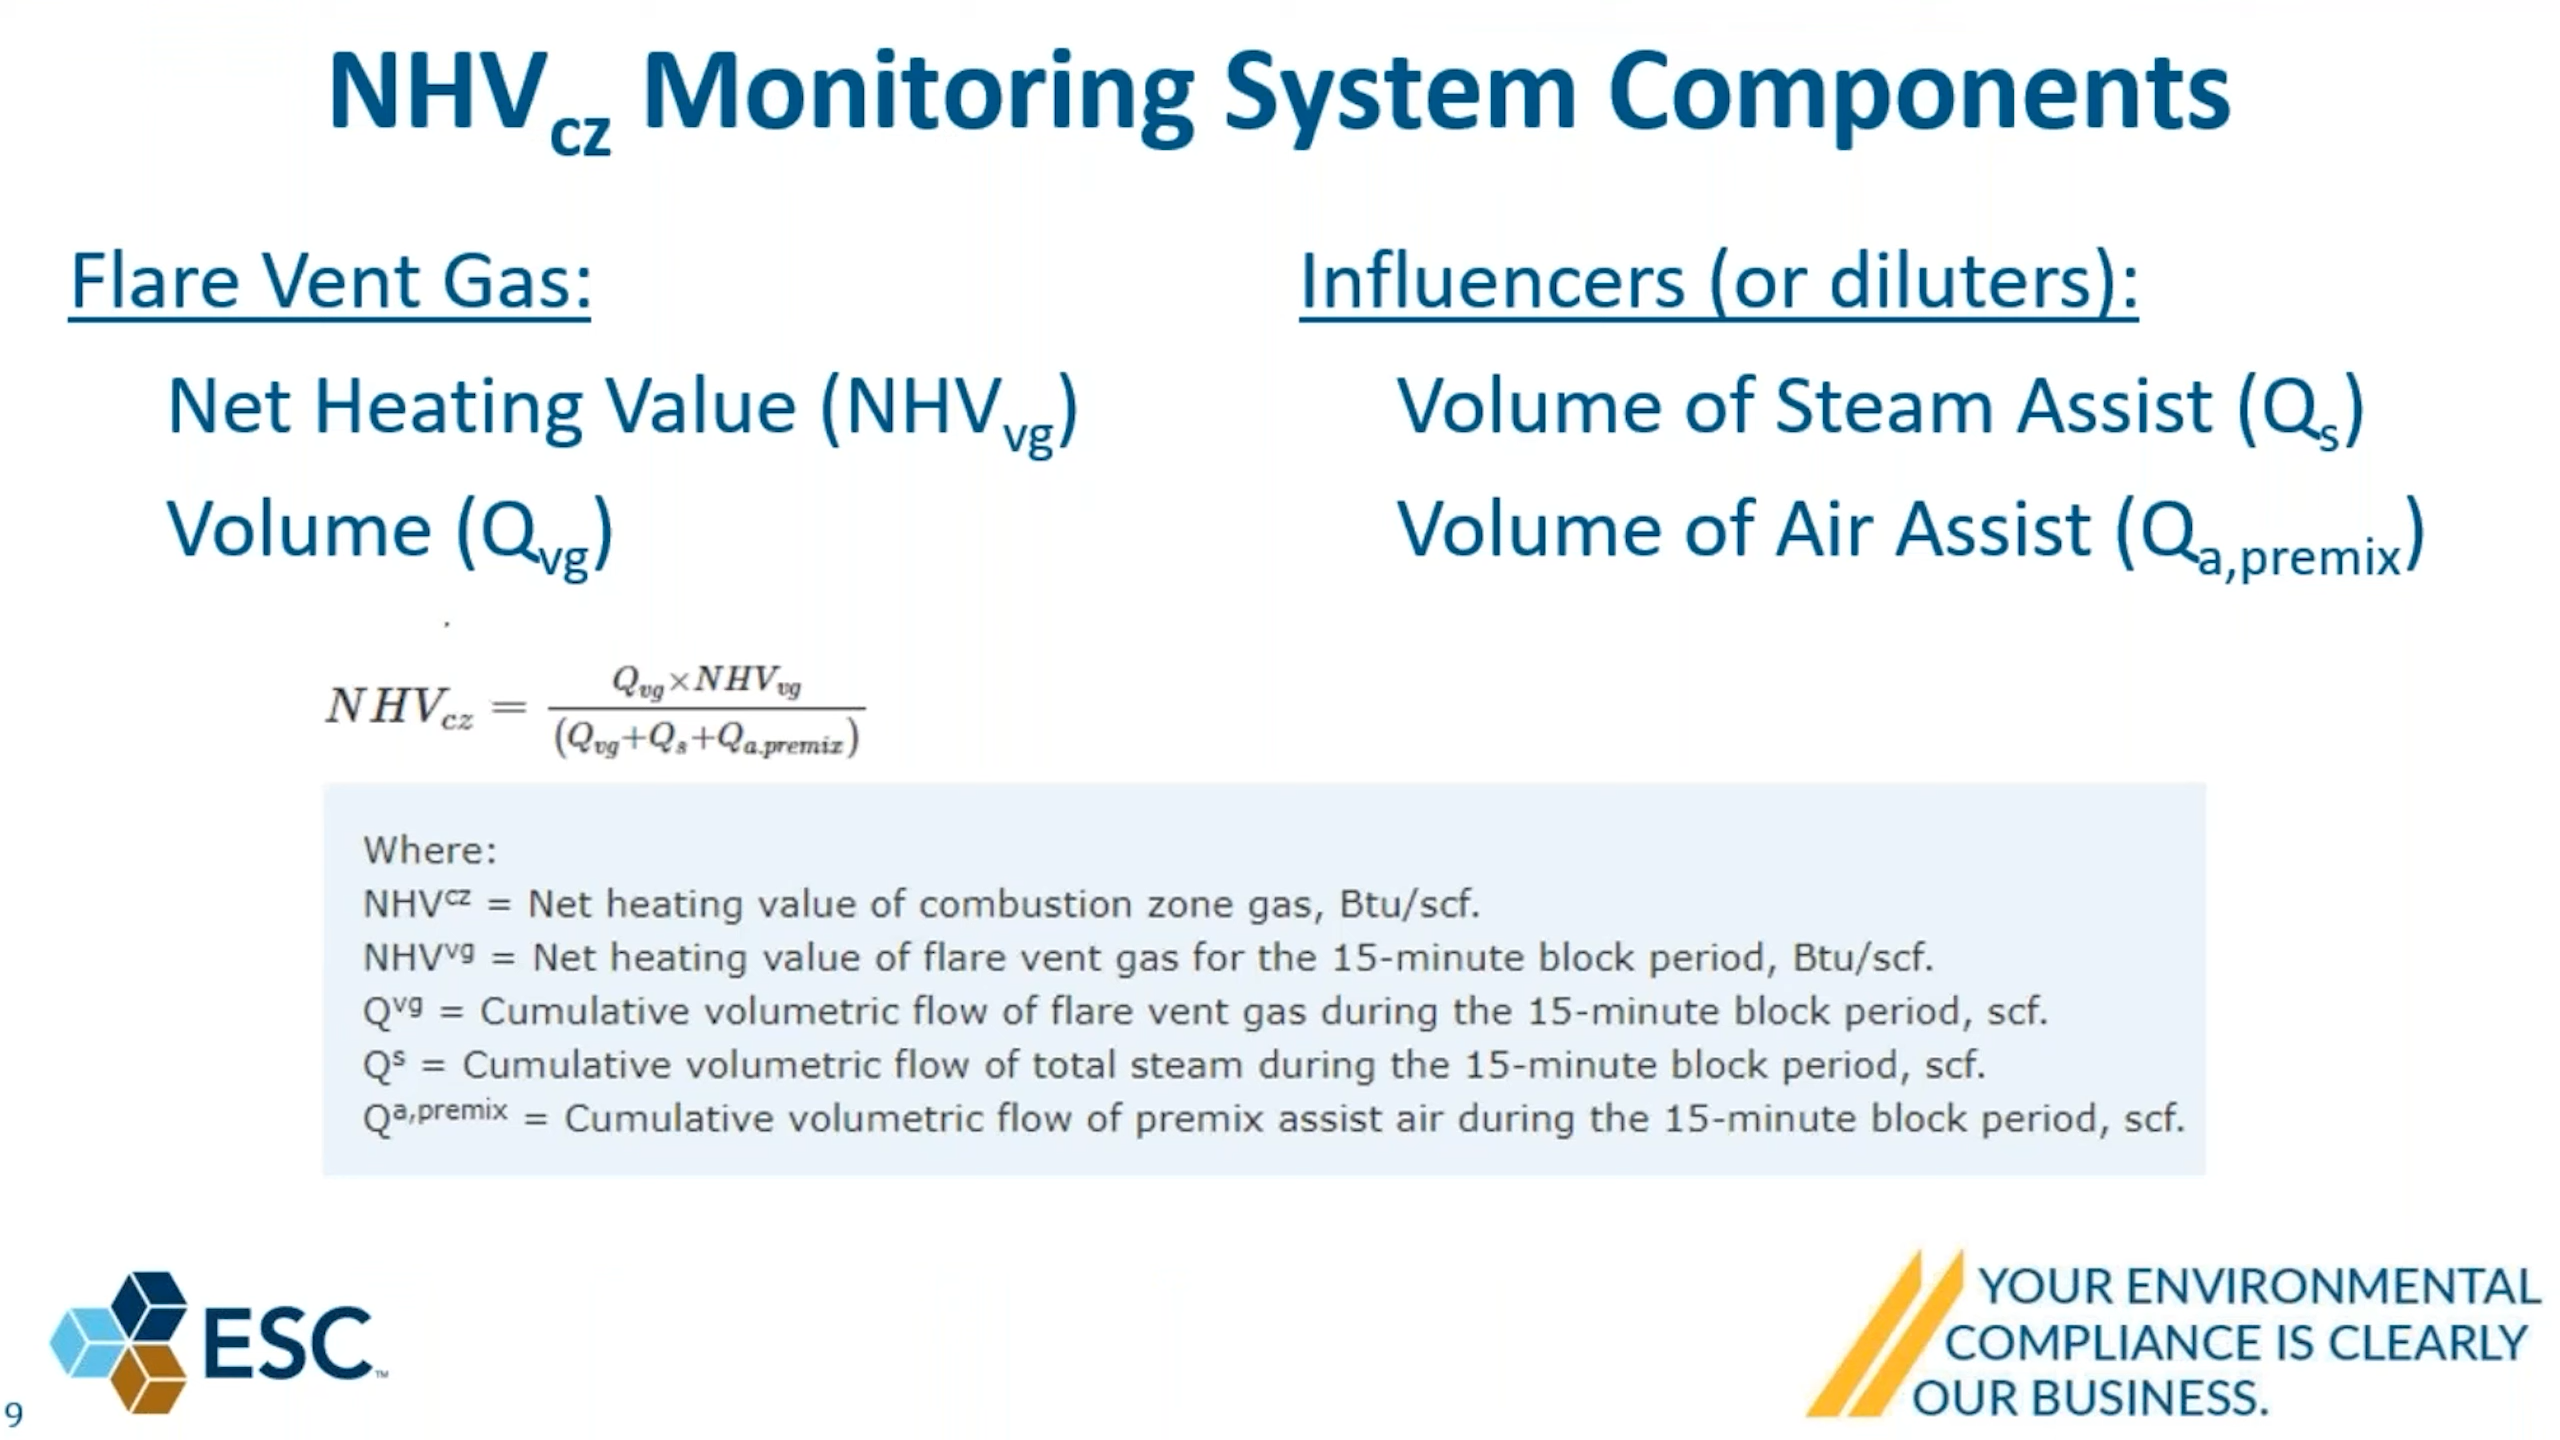 NHVcz Monitoring System Components
Flare Vent Gas:
Net Heating Value (NHVvg)
Volume (Qvg)
Influencers (or diluters):
Volume of Steam Assist (Qs)
Volume of Air Assist (Qa,premix)
NHVcz = Qvg×NHVvg
(Qvg+Qs+Qa.premix)
Where:
NHVcz = Net heating value of combustion zone gas, Btu/scf.
NHVvg = Net heating value of flare vent gas for the 15-minute block period, Btu/scf.
Qvg = Cumulative volumetric flow of flare vent gas during the 15-minute block period, scf.
Qs = Cumulative volumetric flow of total steam during the 15-minute block period, scf.
Qa,premix = Cumulative volumetric flow of premix assist air during the 15-minute block period, scf.
ESC™
YOUR ENVIRONMENTAL
COMPLIANCE IS CLEARLY
OUR BUSINESS.
9